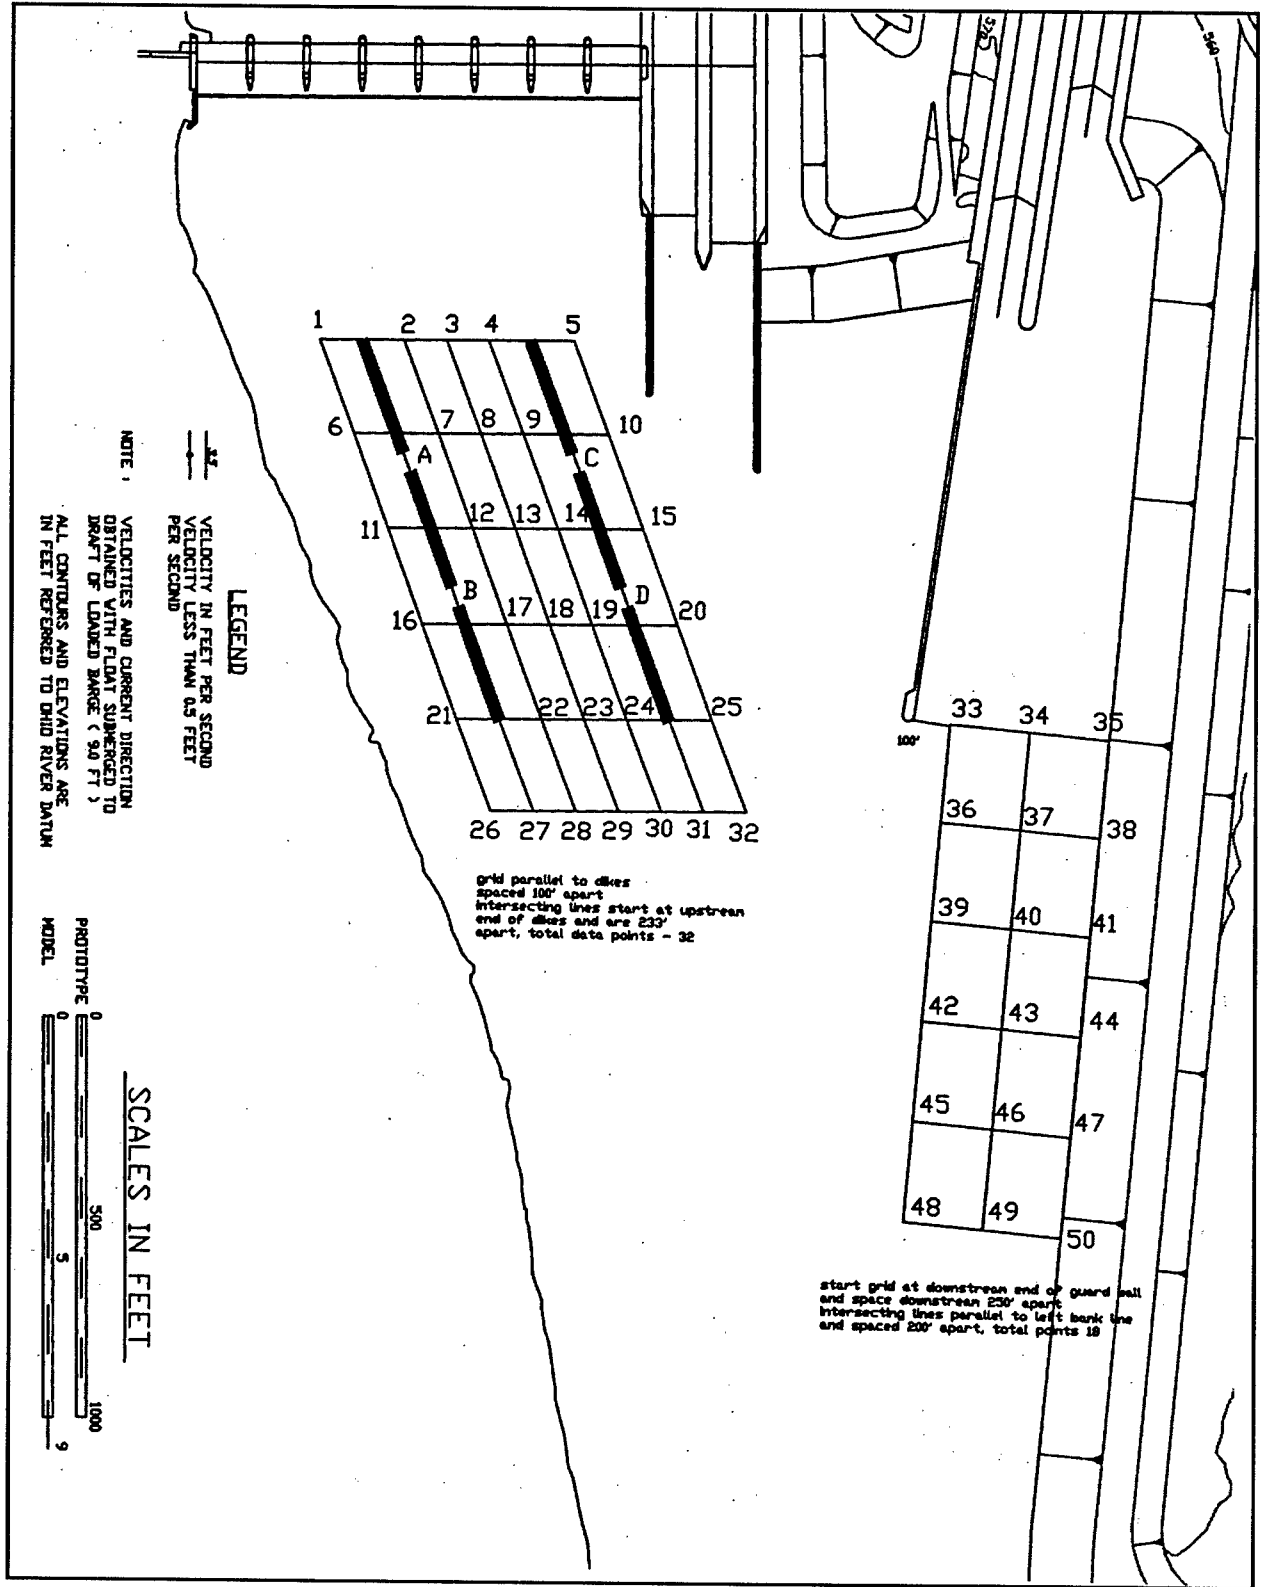 570
560
1 2 3 4 5
6 7 8 9 10
A C
11 12 13 14 15
B D
16 17 18 19 20
21 22 23 24 25
26 27 28 29 30 31 32
grid parallel to dikes
spaced 100' apart
intersecting lines start at upstream
end of dikes and are 233'
apart, total data points - 32
100'
33 34 35
36 37 38
39 40 41
42 43 44
45 46 47
48 49 50
start grid at downstream end of guard wall
and space downstream 250' apart
intersecting lines parallel to left bank line
and spaced 200' apart, total points 18
LEGEND
VELOCITY IN FEET PER SECOND
VELOCITY LESS THAN 0.5 FEET
PER SECOND
NOTE : VELOCITIES AND CURRENT DIRECTION
OBTAINED WITH FLOAT SUBMERGED TO
DRAFT OF LOADED BARGE ( 9.0 FT )
ALL CONTOURS AND ELEVATIONS ARE
IN FEET REFERRED TO OHIO RIVER DATUM
SCALES IN FEET
PROTOTYPE 0 500 1000
MODEL 0 5 9